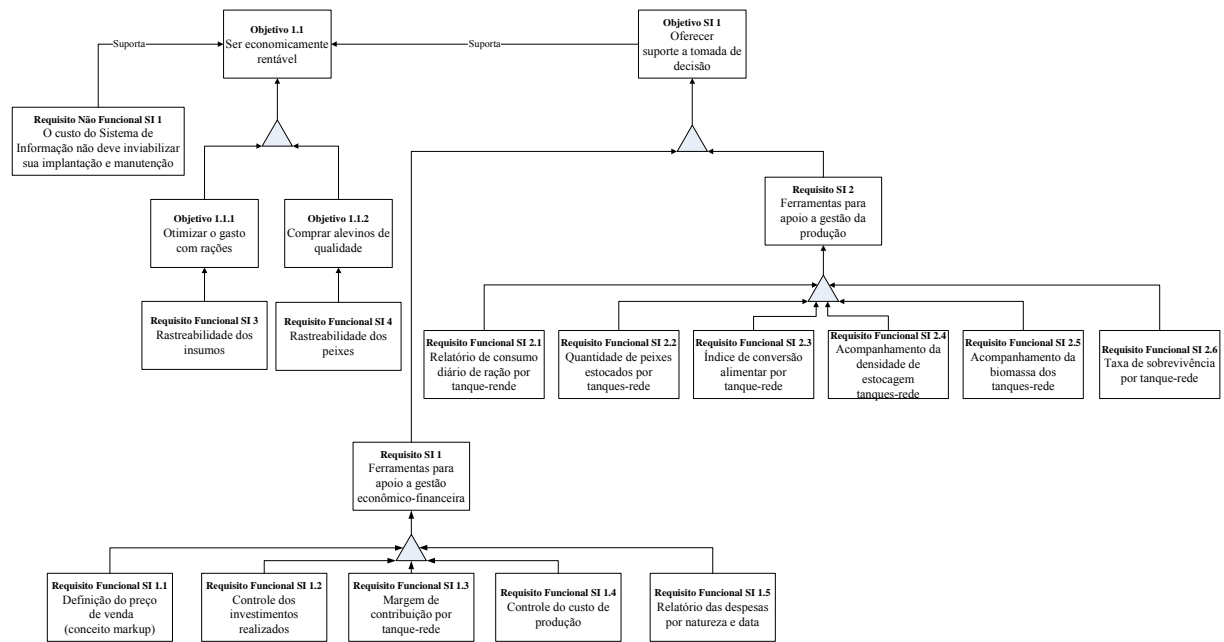 Objetivo 1.1
Ser economicamente
rentável
Objetivo SI 1
Oferecer
suporte a tomada de
decisão
Suporta
Suporta
Requisito Não Funcional SI 1
O custo do Sistema de
Informação não deve inviabilizar
sua implantação e manutenção
Requisito SI 2
Ferramentas para
apoio a gestão da
produção
Objetivo 1.1.1
Otimizar o gasto
com rações
Objetivo 1.1.2
Comprar alevinos de
qualidade
Requisito Funcional SI 3
Rastreabilidade dos
insumos
Requisito Funcional SI 4
Rastreabilidade dos
peixes
Requisito Funcional SI 2.1
Relatório de consumo
diário de ração por
tanque-rende
Requisito Funcional SI 2.2
Quantidade de peixes
estocados por
tanques-rede
Requisito Funcional SI 2.3
Índice de conversão
alimentar por
tanque-rede
Requisito Funcional SI 2.4
Acompanhamento da
densidade de
estocagem
tanques-rede
Requisito Funcional SI 2.5
Acompanhamento da
biomassa dos
tanques-rede
Requisito Funcional SI 2.6
Taxa de sobrevivência
por tanque-rede
Requisito SI 1
Ferramentas para
apoio a gestão
econômico-financeira
Requisito Funcional SI 1.1
Definição do preço
de venda
(conceito markup)
Requisito Funcional SI 1.2
Controle dos
investimentos
realizados
Requisito Funcional SI 1.3
Margem de
contribuição por
tanque-rede
Requisito Funcional SI 1.4
Controle do custo de
produção
Requisito Funcional SI 1.5
Relatório das despesas
por natureza e data